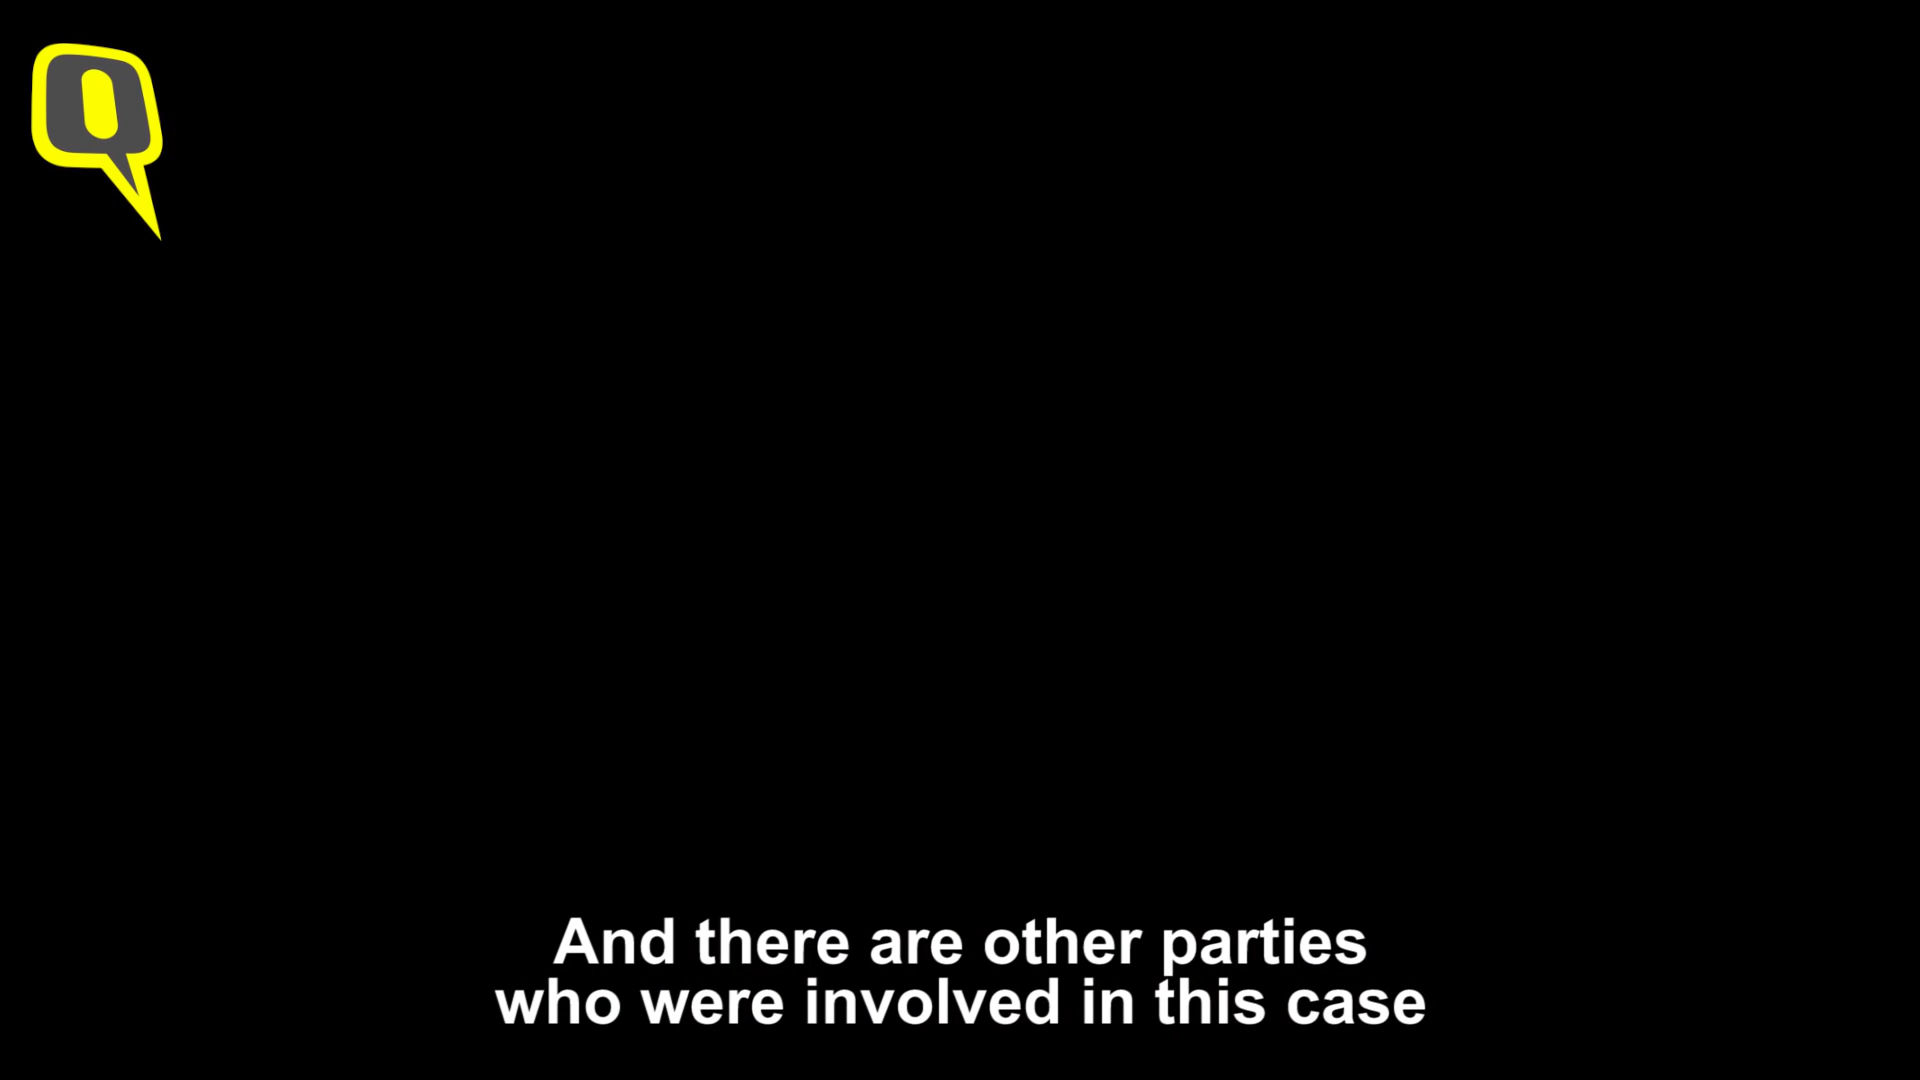 And there are other parties
who were involved in this case